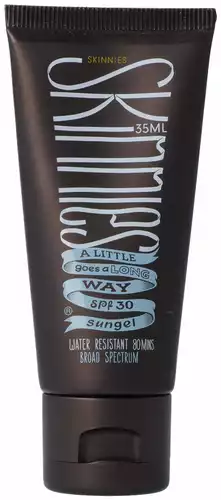 SKINNIES
35ML
SKINNIES
A LITTLE
goes a LONG
WAY
spf 30
sungel
®
WATER RESISTANT 80MINS
BROAD SPECTRUM